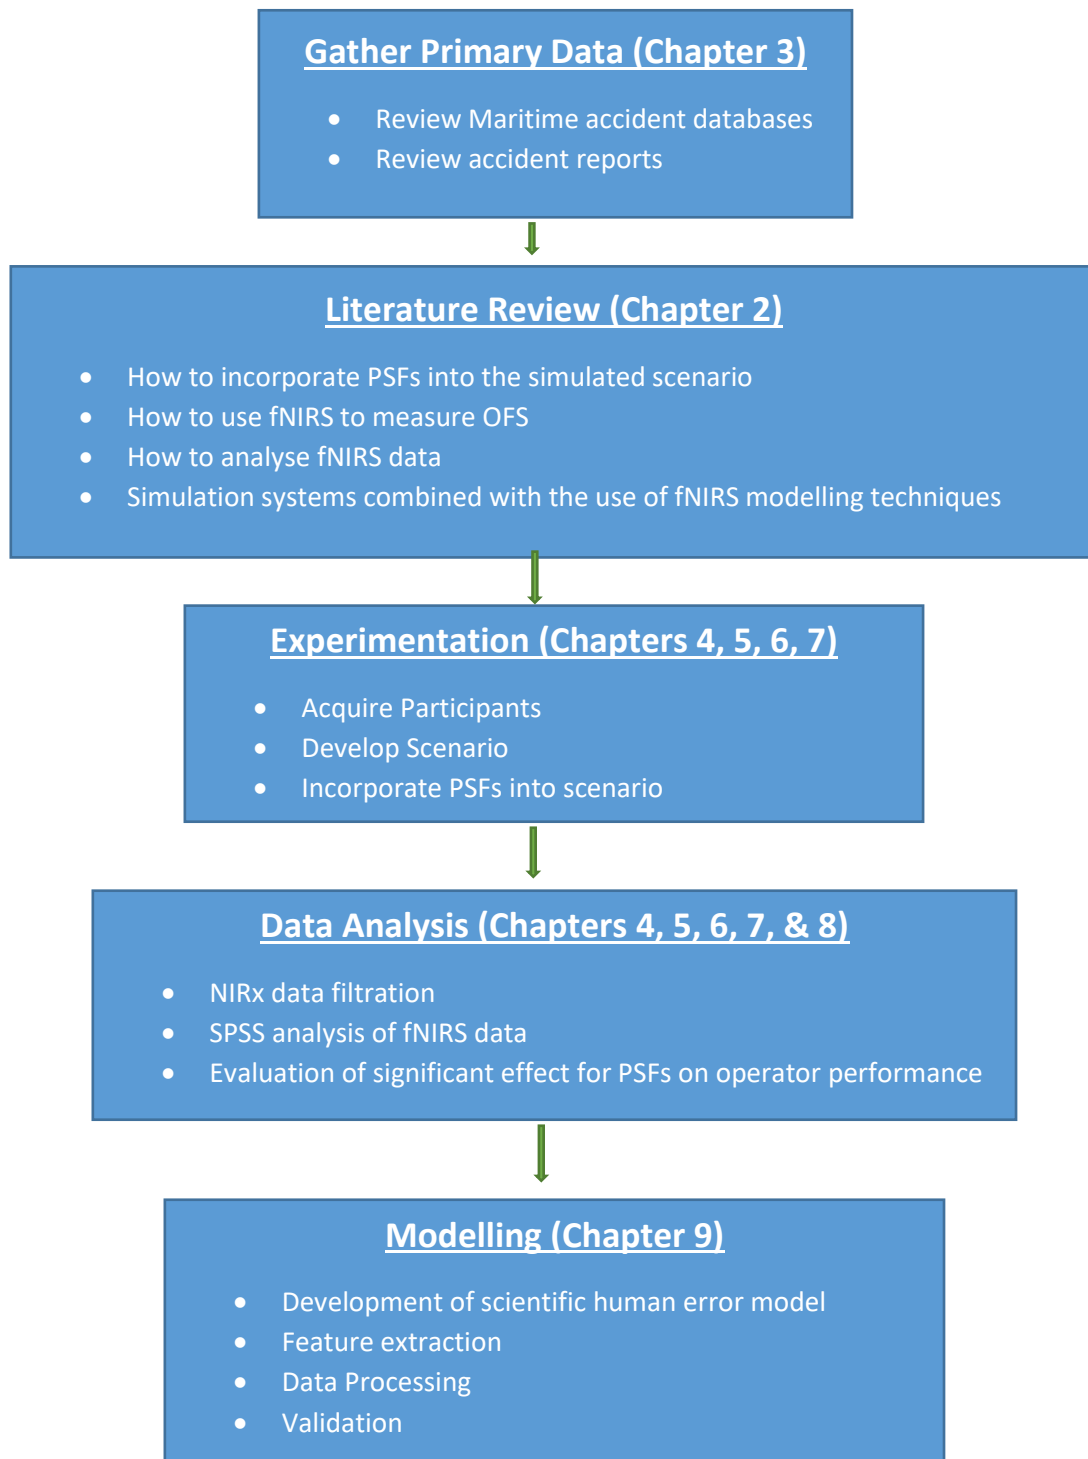 Gather Primary Data (Chapter 3)
• Review Maritime accident databases
• Review accident reports
Literature Review (Chapter 2)
• How to incorporate PSFs into the simulated scenario
• How to use fNIRS to measure OFS
• How to analyse fNIRS data
• Simulation systems combined with the use of fNIRS modelling techniques
Experimentation (Chapters 4, 5, 6, 7)
• Acquire Participants
• Develop Scenario
• Incorporate PSFs into scenario
Data Analysis (Chapters 4, 5, 6, 7, & 8)
• NIRx data filtration
• SPSS analysis of fNIRS data
• Evaluation of significant effect for PSFs on operator performance
Modelling (Chapter 9)
• Development of scientific human error model
• Feature extraction
• Data Processing
• Validation